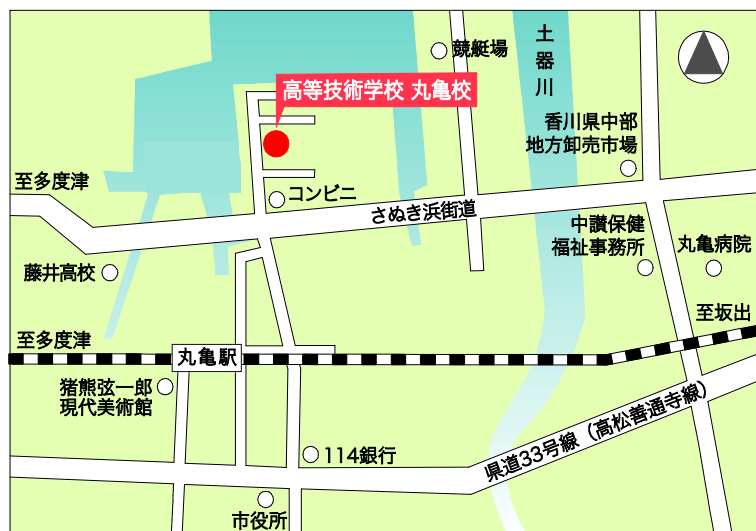 競艇場
土器川
高等技術学校 丸亀校
香川県中部
地方卸売市場
至多度津
コンビニ
さぬき浜街道
中讃保健
福祉事務所
丸亀病院
藤井高校
至坂出
至多度津
丸亀駅
猪熊弦一郎
現代美術館
県道33号線（高松善通寺線）
114銀行
市役所